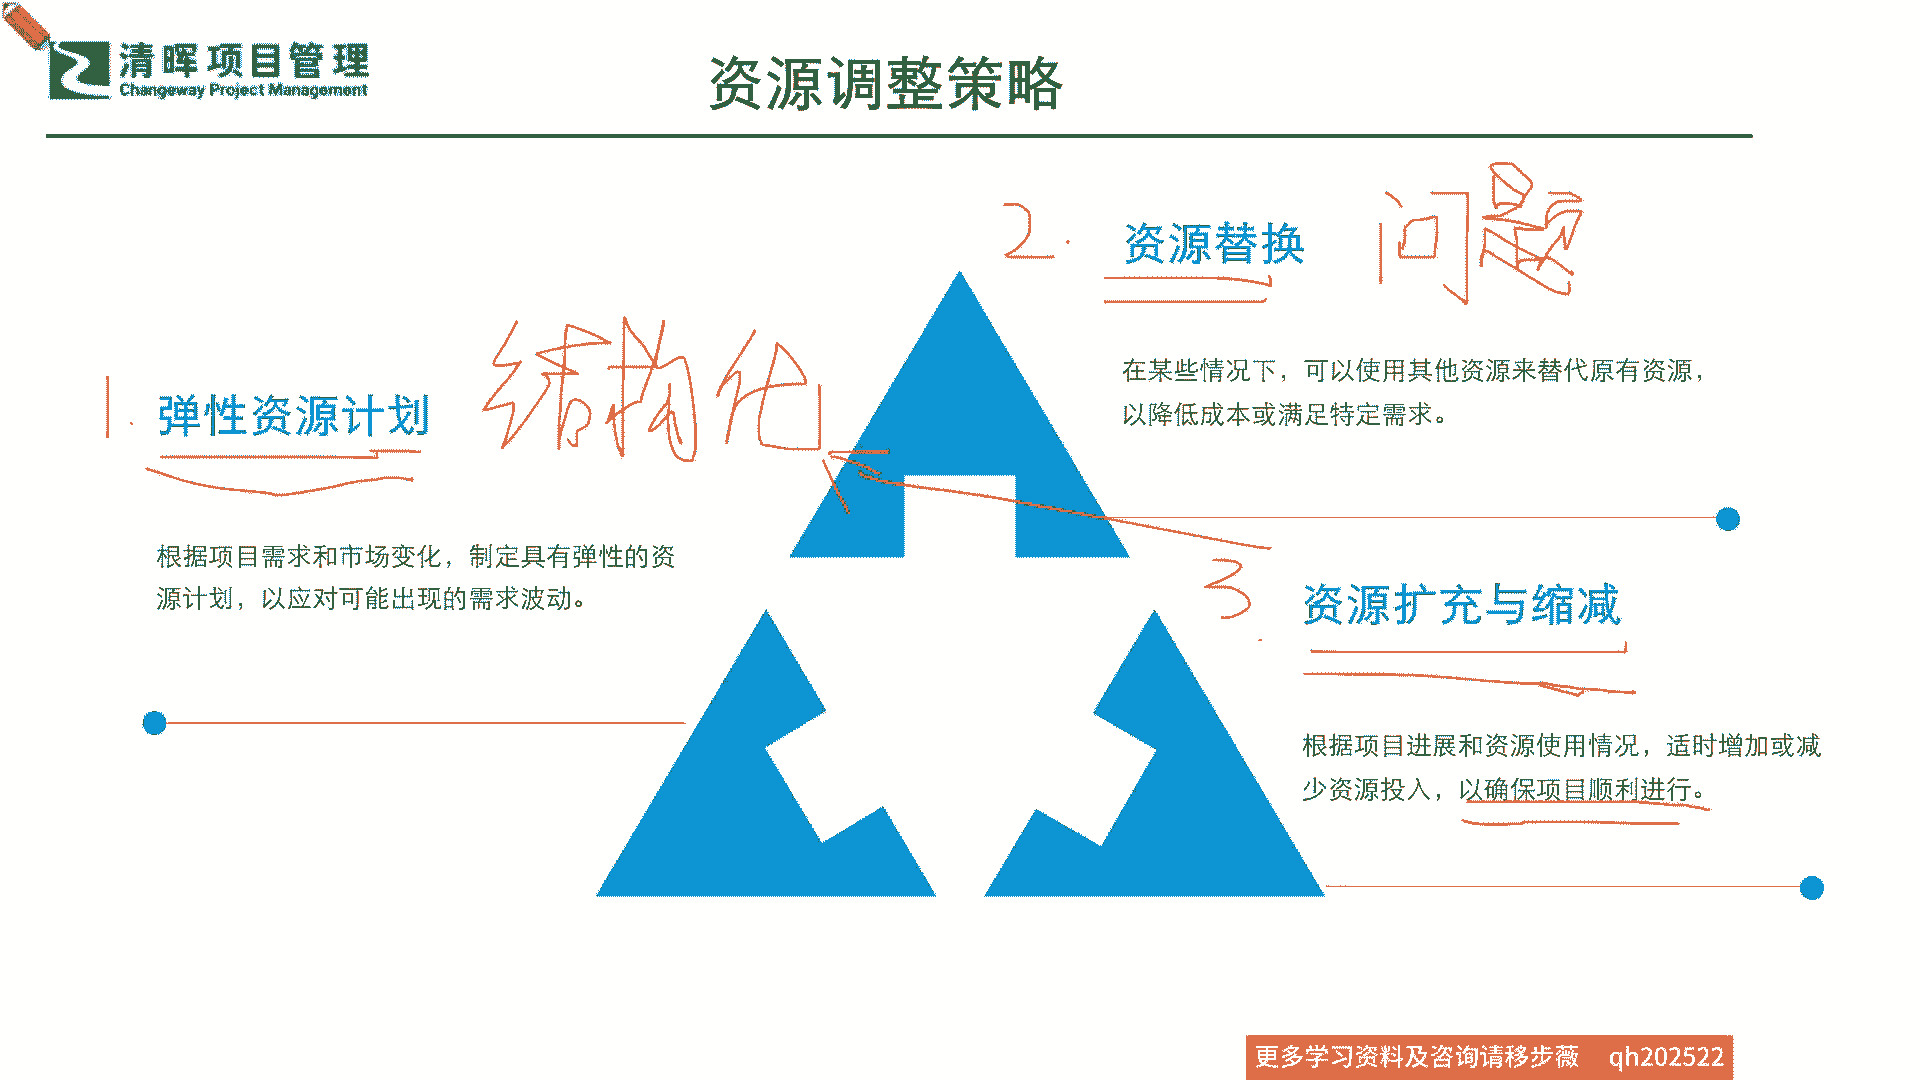 清晖项目管理
Changeway Project Management
资源调整策略
2.
资源替换
问题
在某些情况下，可以使用其他资源来替代原有资源，
以降低成本或满足特定需求。
1.
弹性资源计划
结构化
根据项目需求和市场变化，制定具有弹性的资
源计划，以应对可能出现的需求波动。
3.
资源扩充与缩减
根据项目进展和资源使用情况，适时增加或减
少资源投入，以确保项目顺利进行。
更多学习资料及咨询请移步薇 qh202522